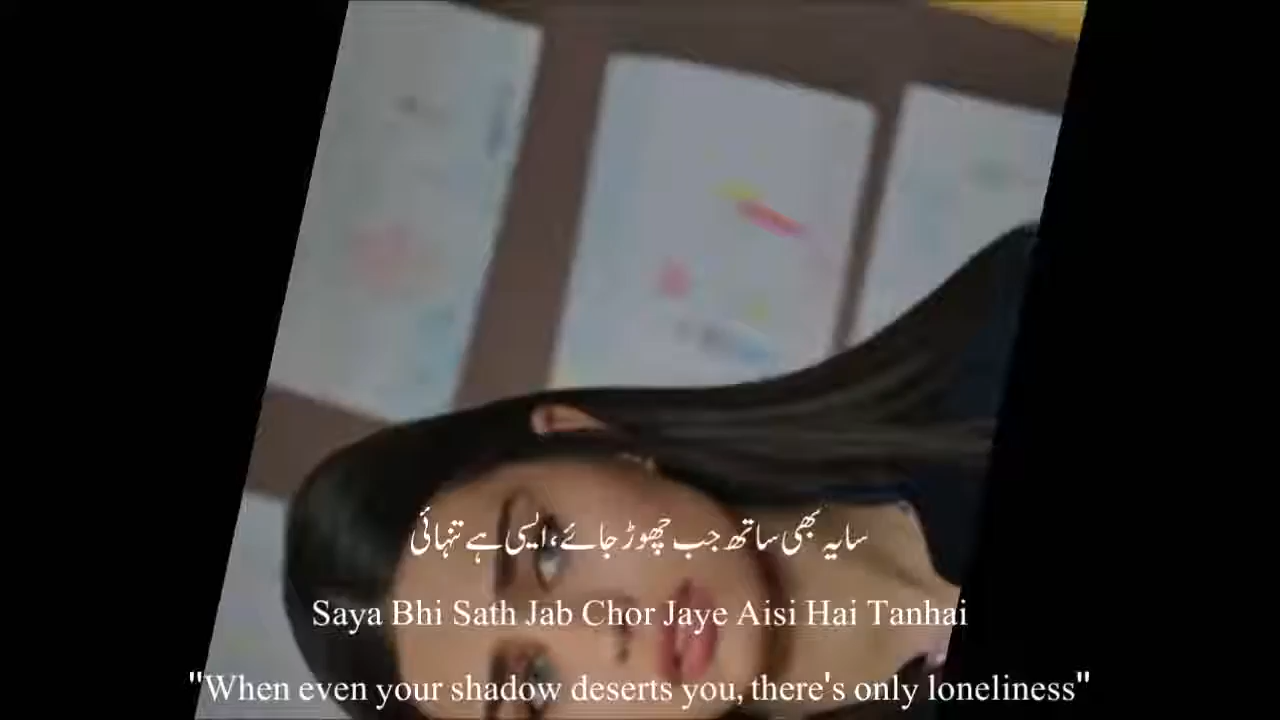 سایہ بھی ساتھ جب چھوڑ جائے، ایسی ہے تنہائی
Saya Bhi Sath Jab Chor Jaye Aisi Hai Tanhai
"When even your shadow deserts you, there's only loneliness"